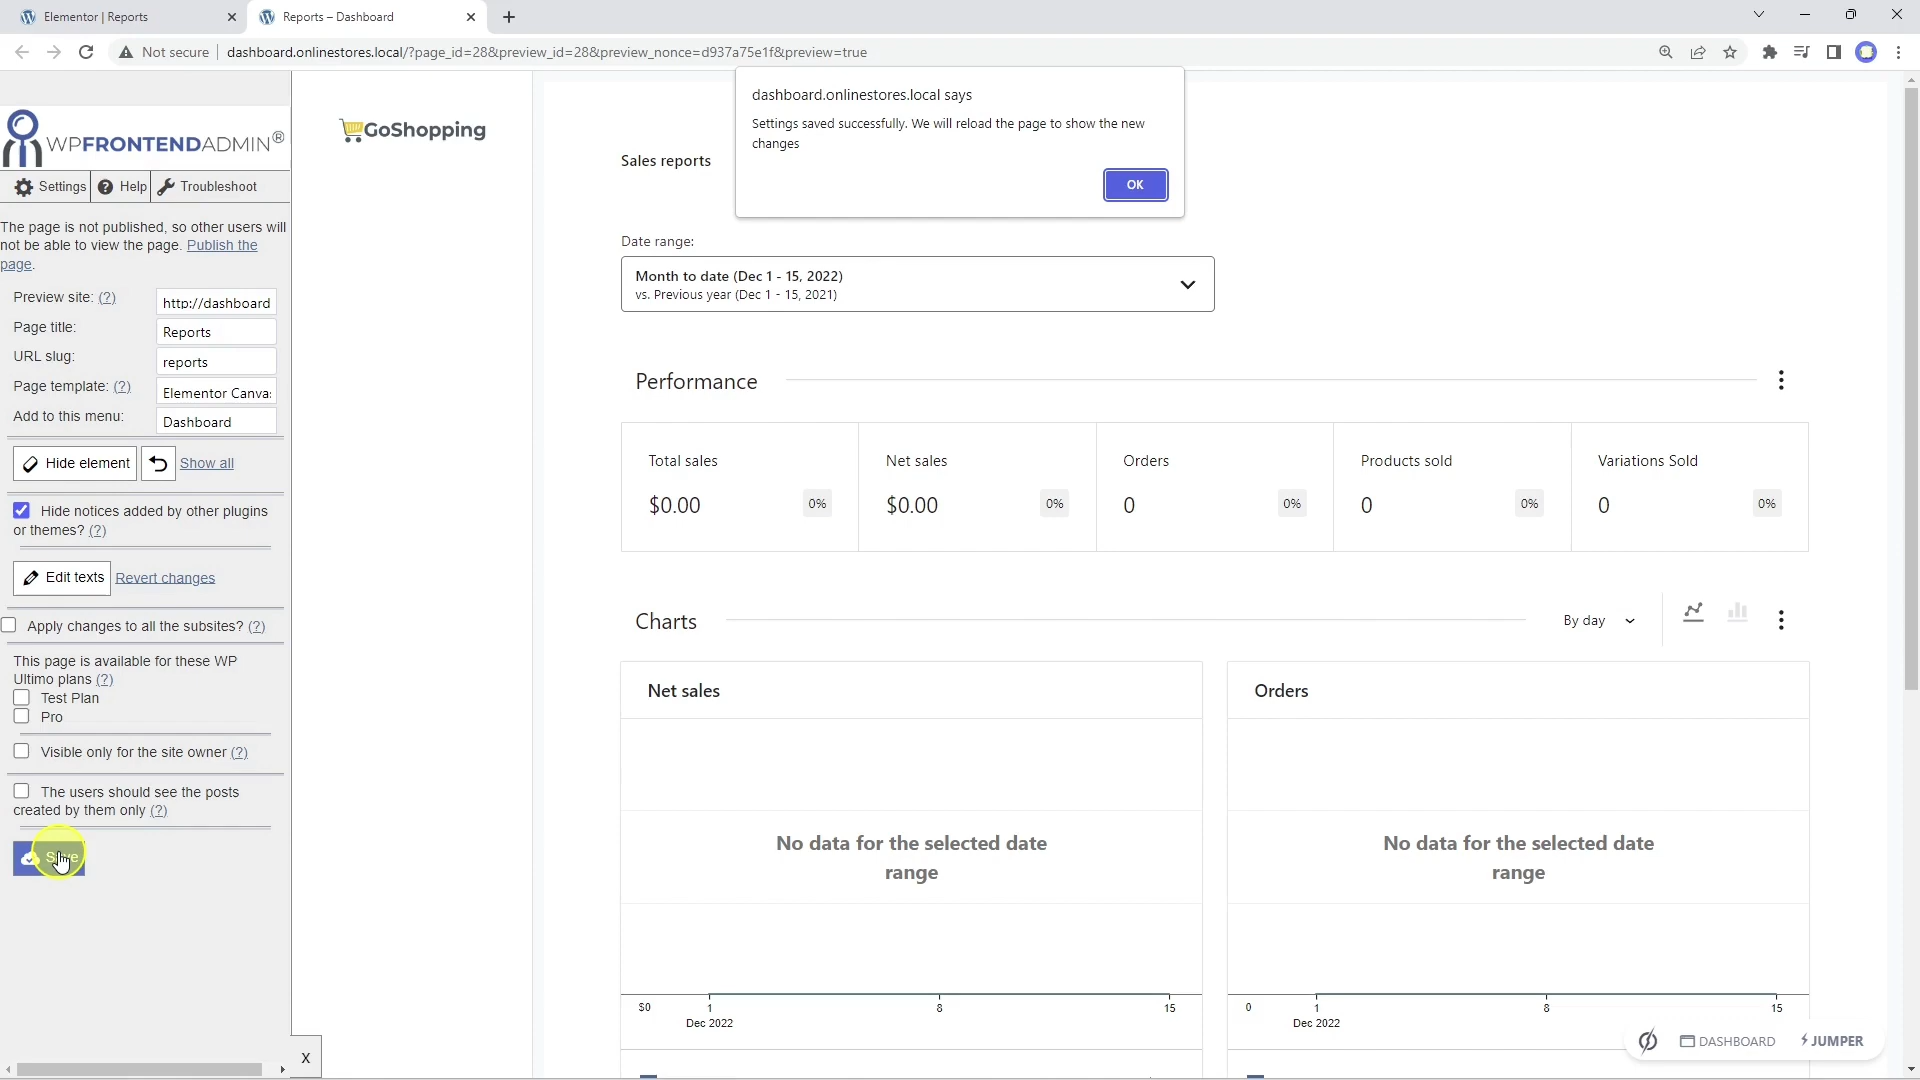 Elementor | Reports
Reports – Dashboard
Not secure
dashboard.onlinestores.local/?page_id=28&preview_id=28&preview_nonce=d937a75e1f&preview=true
dashboard.onlinestores.local says
Settings saved successfully. We will reload the page to show the new
changes
OK
WPFRONTENDADMIN®
Settings
Help
Troubleshoot
The page is not published, so other users will
not be able to view the page. Publish the
page.
Preview site: (?)
http://dashboard
Page title:
Reports
URL slug:
reports
Page template: (?)
Elementor Canva
Add to this menu:
Dashboard
Hide element
Show all
Hide notices added by other plugins
or themes? (?)
Edit texts
Revert changes
Apply changes to all the subsites? (?)
This page is available for these WP
Ultimo plans (?)
Test Plan
Pro
Visible only for the site owner (?)
The users should see the posts
created by them only (?)
Save
X
GoShopping
Sales reports
Date range:
Month to date (Dec 1 - 15, 2022)
vs. Previous year (Dec 1 - 15, 2021)
Performance
Total sales
$0.00
0%
Net sales
$0.00
0%
Orders
0
0%
Products sold
0
0%
Variations Sold
0
0%
Charts
By day
Net sales
No data for the selected date
range
$0
1
8
15
Dec 2022
Orders
No data for the selected date
range
0
1
8
15
Dec 2022
DASHBOARD
JUMPER